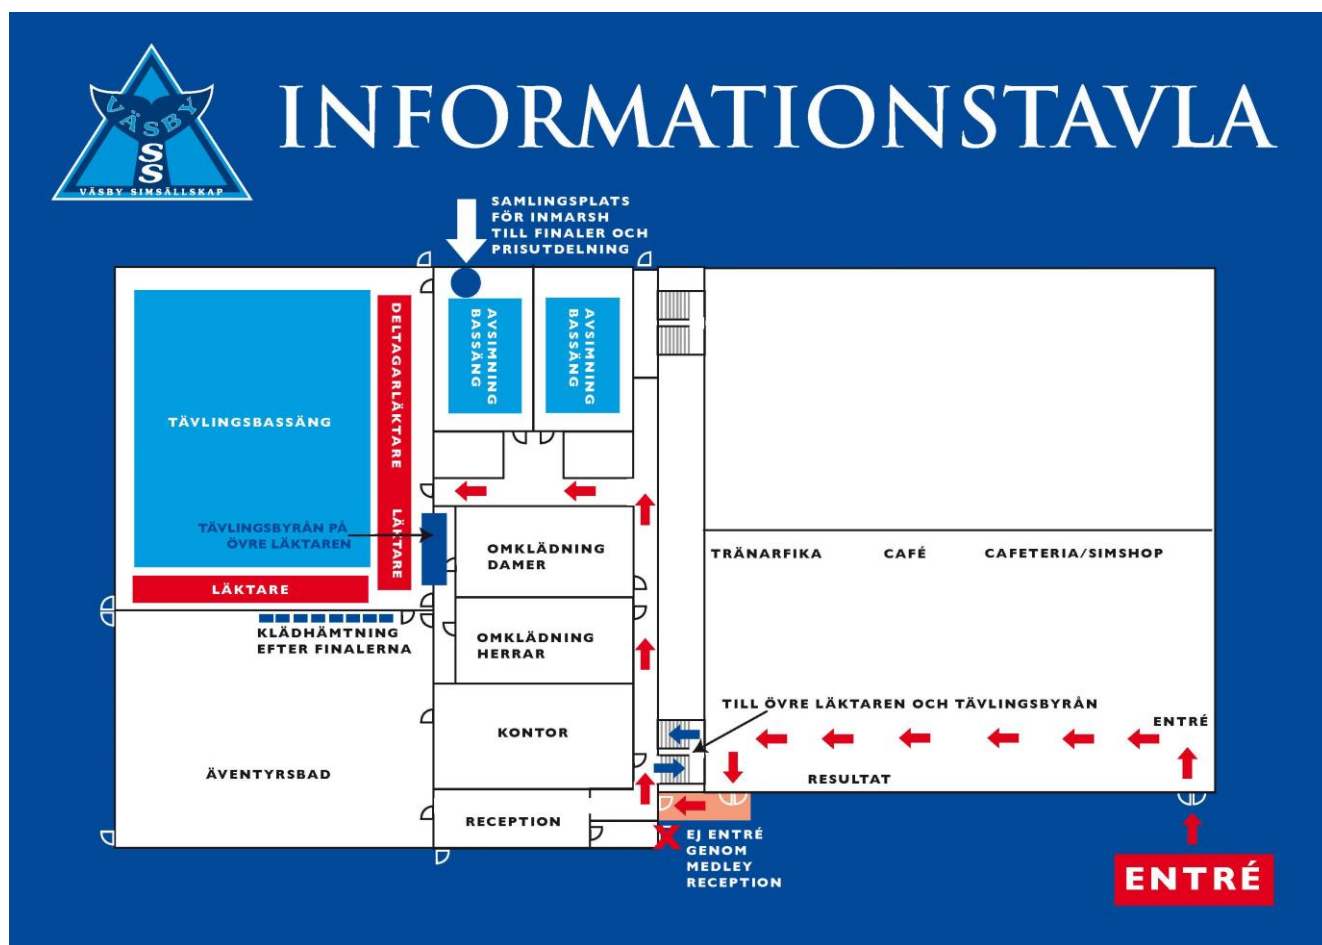 VÄSBY
VÄSBY
S
S
VÄSBY SIMSÄLLSKAP
INFORMATIONSTAVLA
SAMLINGSPLATS
FÖR INMARSH
TILL FINALER OCH
PRISUTDELNING
TÄVLINGSBASSÄNG
DELTAGARLÄKTARE
LÄKTARE
AVSIMNING
BASSÄNG
AVSIMNING
BASSÄNG
TÄVLINGSBYRÅN PÅ
ÖVRE LÄKTAREN
LÄKTARE
KLÄDHÄMTNING
EFTER FINALERNA
OMKLÄDNING
DAMER
OMKLÄDNING
HERRAR
KONTOR
ÄVENTYRSBAD
RECEPTION
TRÄNARFIKA CAFÉ CAFETERIA/SIMSHOP
TILL ÖVRE LÄKTAREN OCH TÄVLINGSBYRÅN
ENTRÉ
RESULTAT
X EJ ENTRÉ
GENOM
MEDLEY
RECEPTION
ENTRÉ